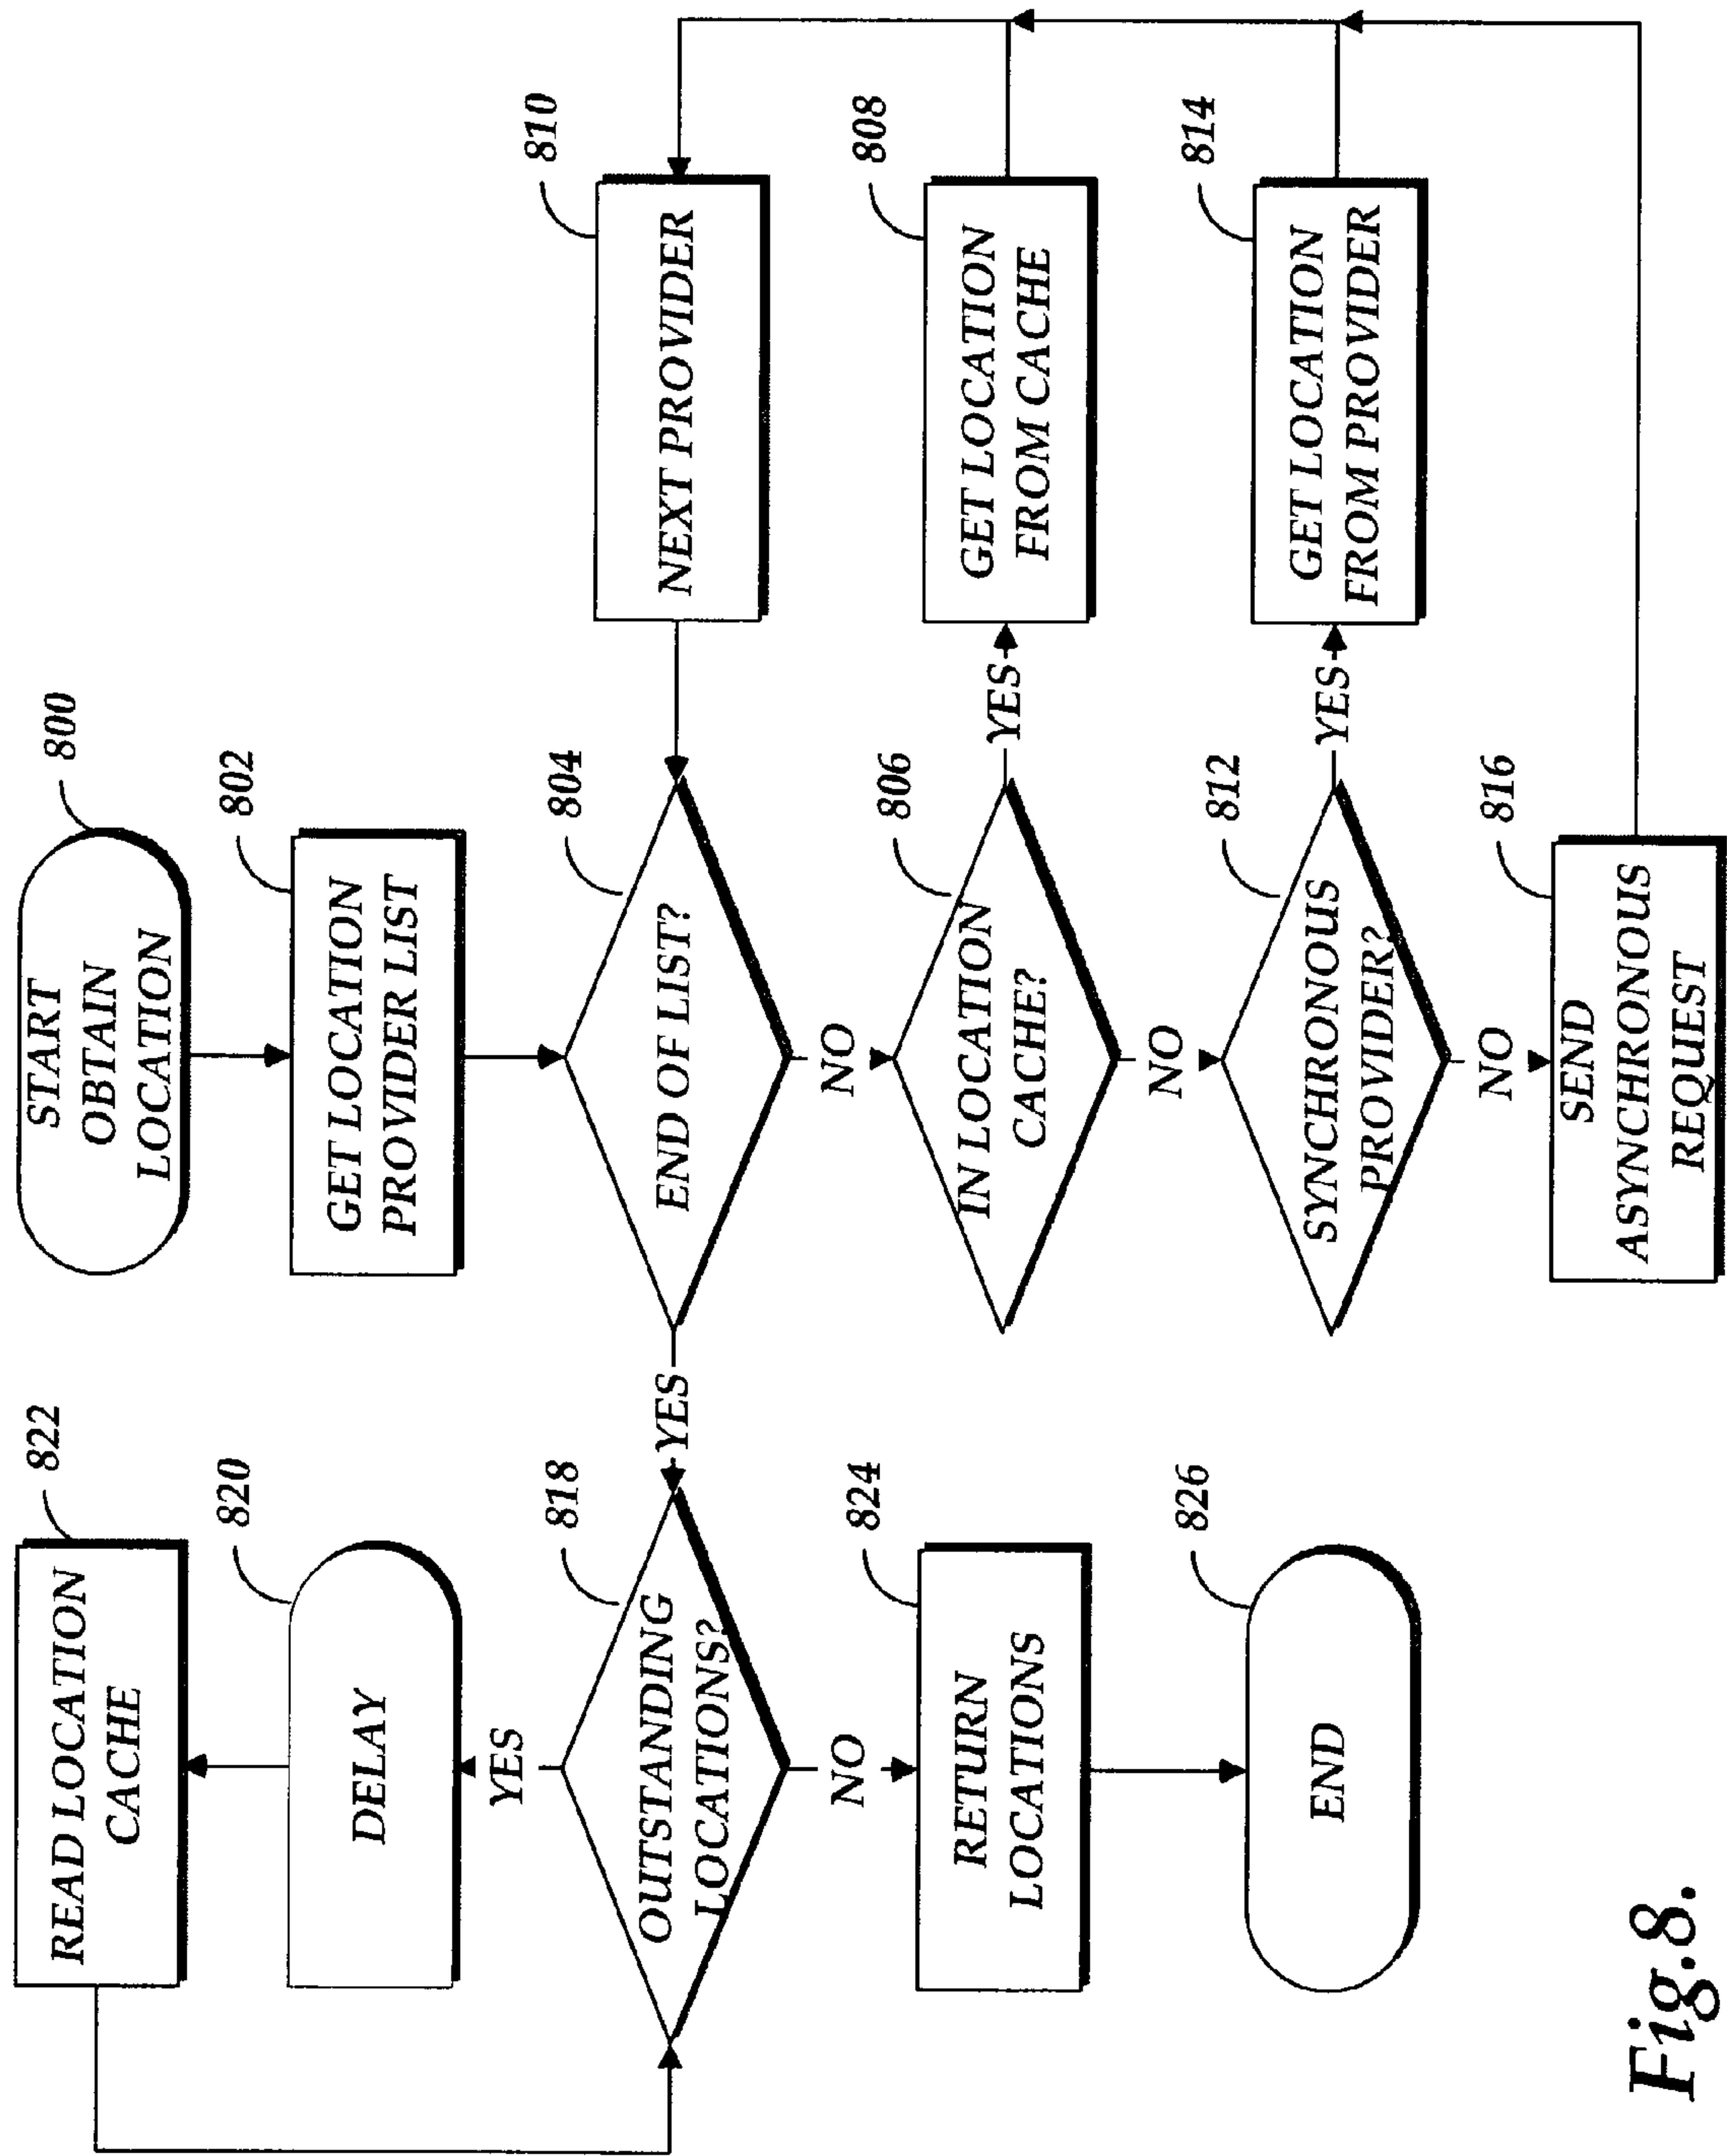 822
READ LOCATION
CACHE
820
DELAY
YES
818
OUTSTANDING
LOCATIONS?
NO
824
RETURN
LOCATIONS
826
END
YES
800
START
OBTAIN
LOCATION
802
GET LOCATION
PROVIDER LIST
804
END OF LIST?
NO
806
IN LOCATION
CACHE?
NO
812
SYNCHRONOUS
PROVIDER?
NO
816
SEND
ASYNCHRONOUS
REQUEST
810
NEXT PROVIDER
YES
808
GET LOCATION
FROM CACHE
YES
814
GET LOCATION
FROM PROVIDER
Fig.8.